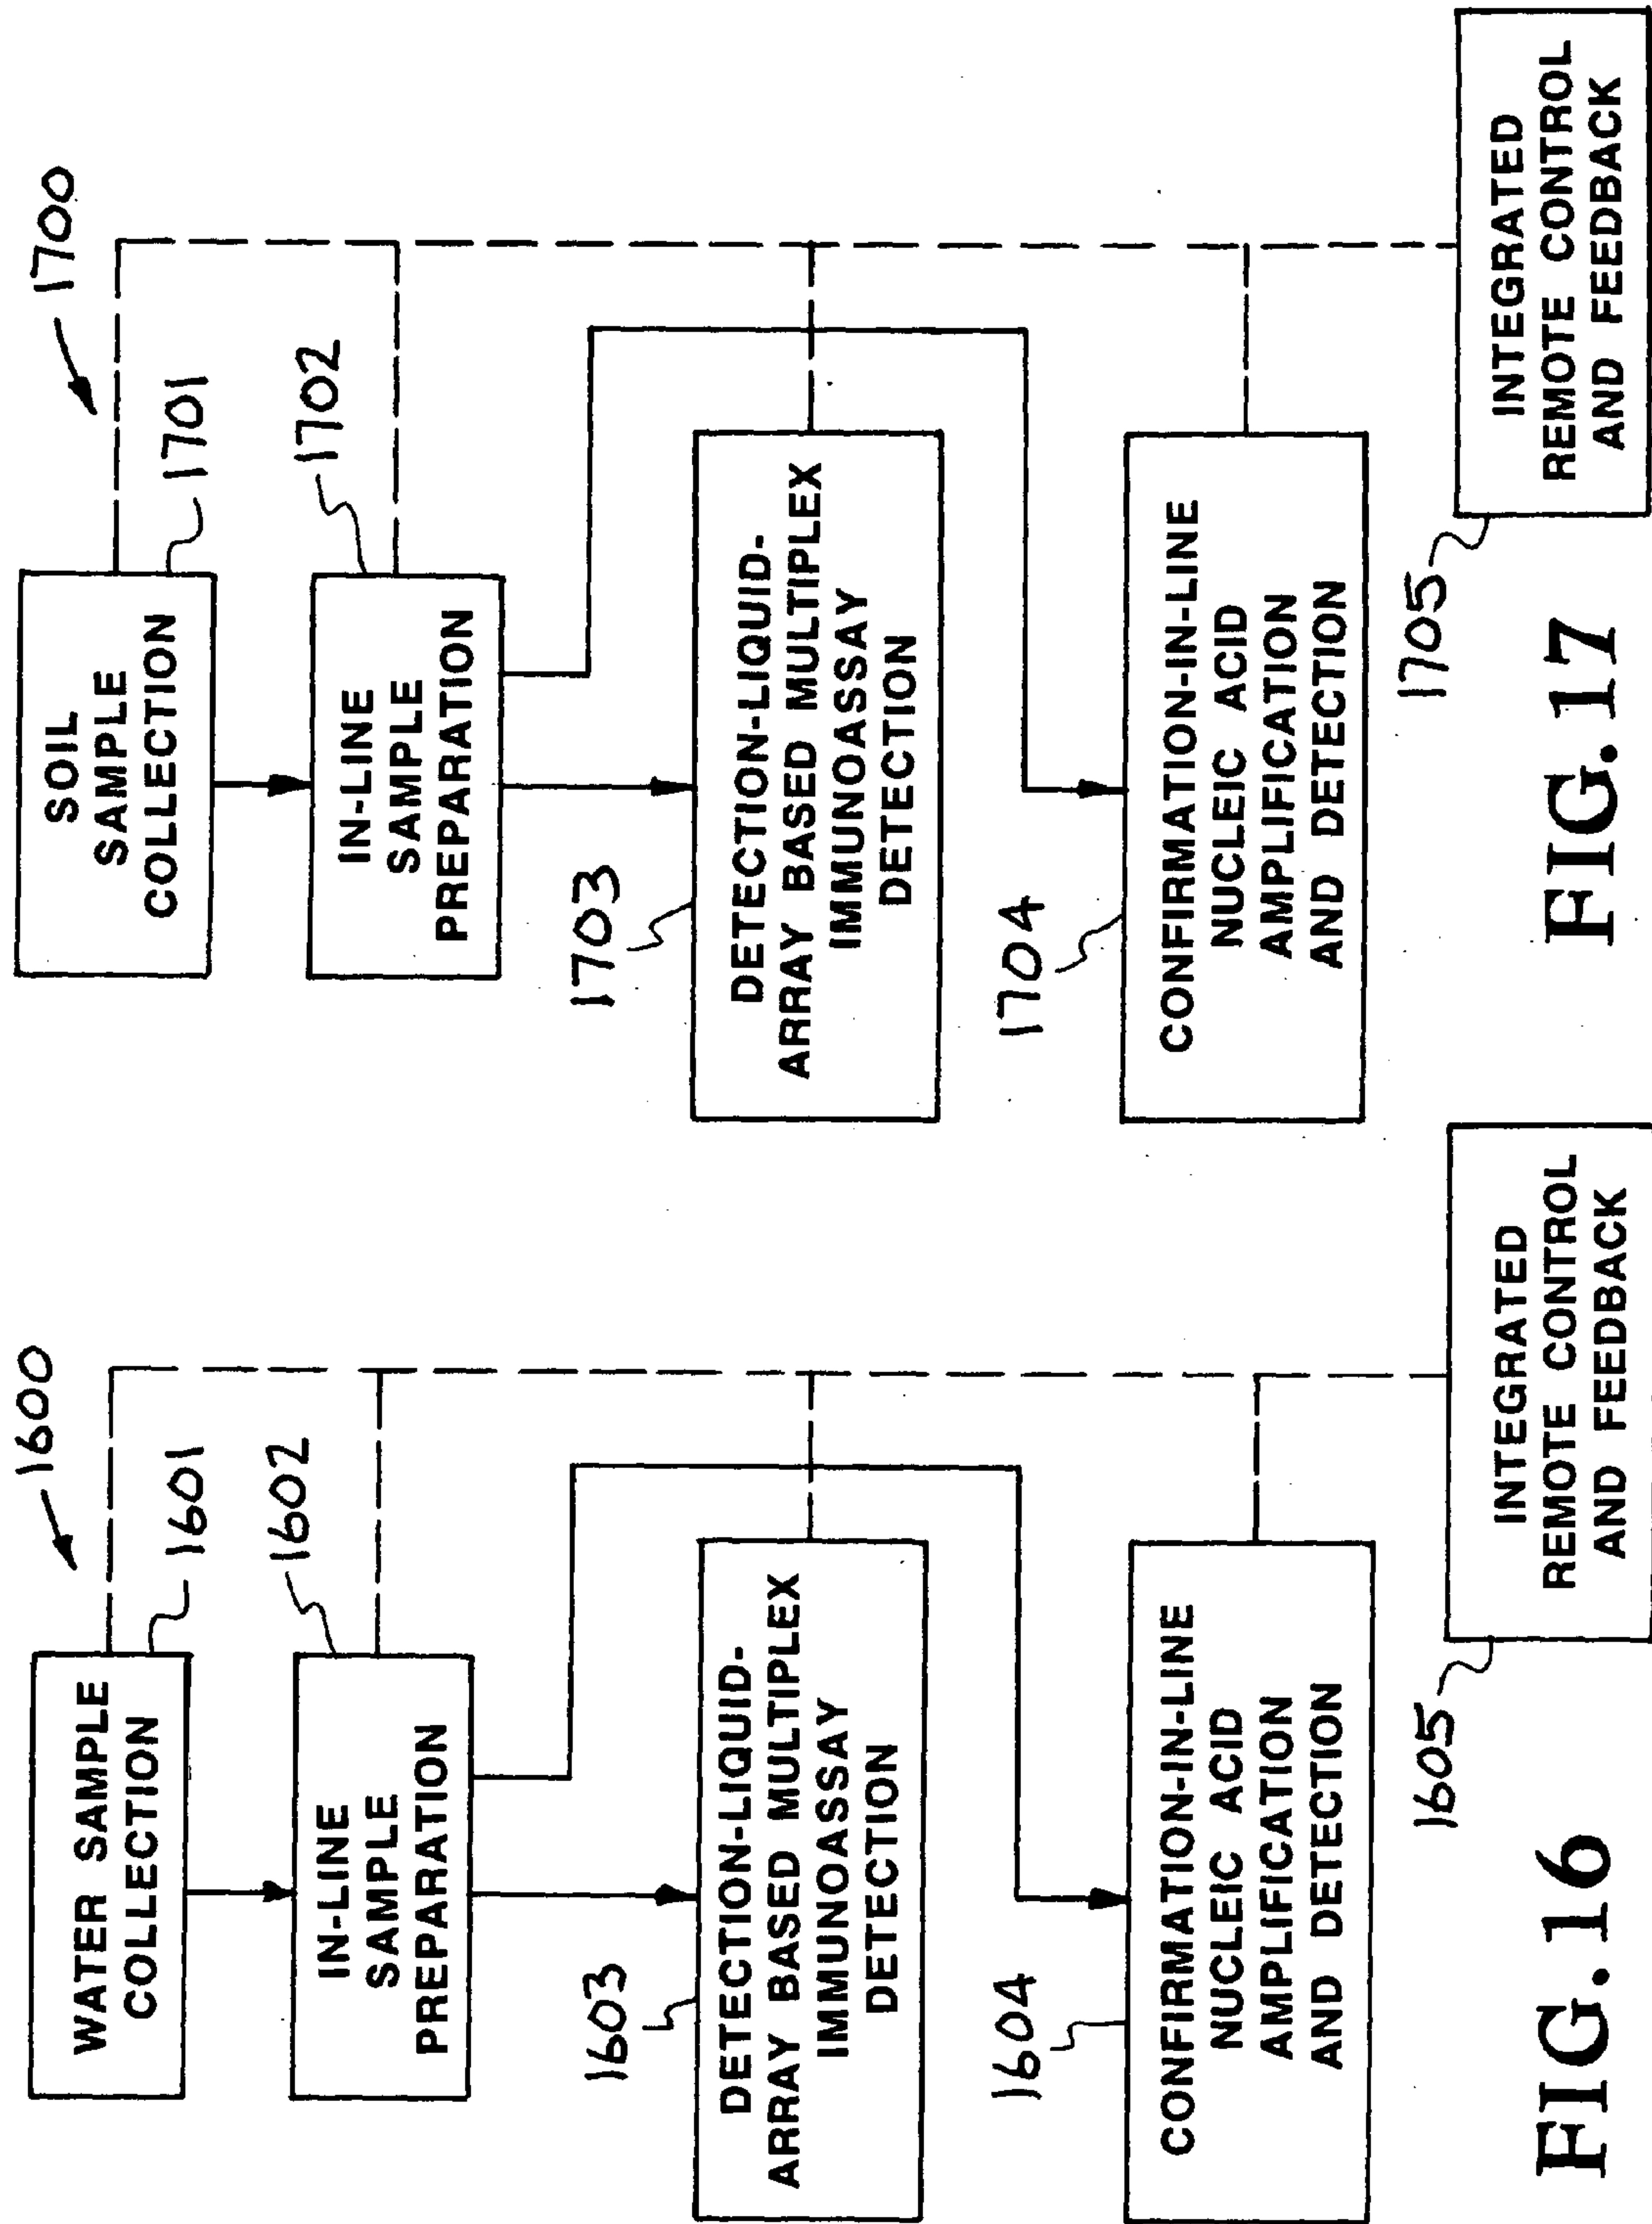 1600
WATER SAMPLE
COLLECTION
1601
IN-LINE
SAMPLE
PREPARATION
1602
DETECTION-LIQUID-
ARRAY BASED MULTIPLEX
IMMUNOASSAY
DETECTION
1603
CONFIRMATION-IN-LINE
NUCLEIC ACID
AMPLIFICATION
AND DETECTION
1604
INTEGRATED
REMOTE CONTROL
AND FEEDBACK
1605
FIG. 16
1700
SOIL
SAMPLE
COLLECTION
1701
IN-LINE
SAMPLE
PREPARATION
1702
DETECTION-LIQUID-
ARRAY BASED MULTIPLEX
IMMUNOASSAY
DETECTION
1703
CONFIRMATION-IN-LINE
NUCLEIC ACID
AMPLIFICATION
AND DETECTION
1704
INTEGRATED
REMOTE CONTROL
AND FEEDBACK
1705
FIG. 17